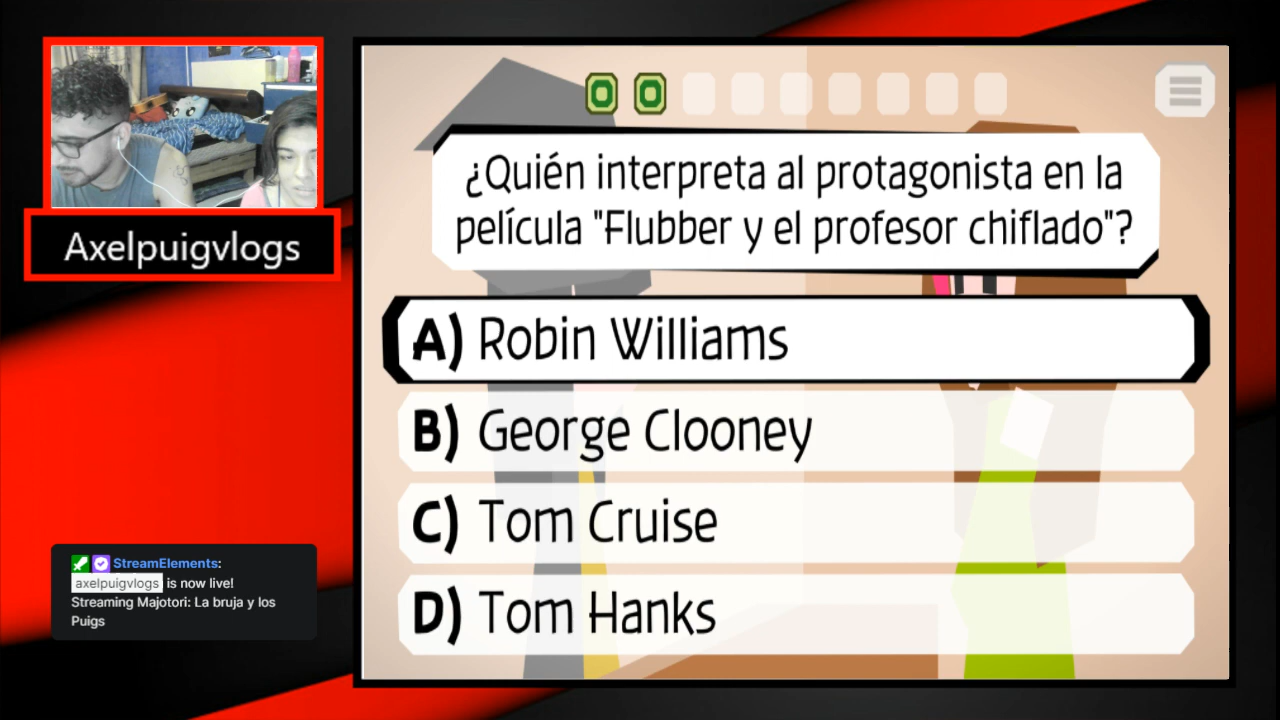 Axelpuigvlogs
StreamElements:
axelpuigvlogs is now live!
Streaming Majotori: La bruja y los
Puigs
¿Quién interpreta al protagonista en la
película "Flubber y el profesor chiflado"?
A) Robin Williams
B) George Clooney
C) Tom Cruise
D) Tom Hanks